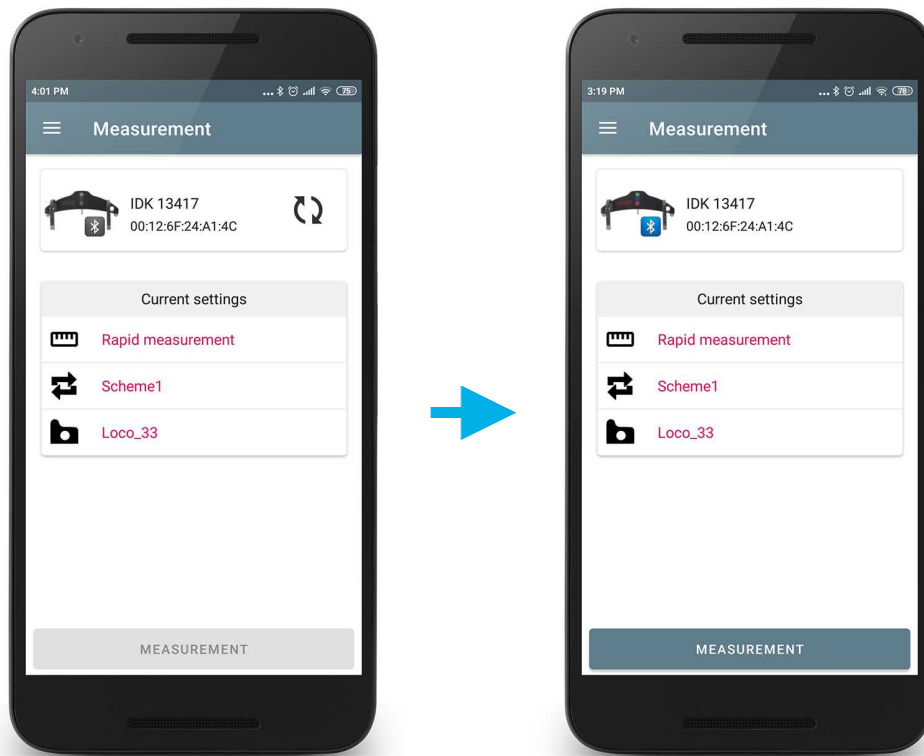 4:01 PM
75
Measurement
IDK 13417
00:12:6F:24:A1:4C
Current settings
Rapid measurement
Scheme1
Loco_33
MEASUREMENT
3:19 PM
78
Measurement
IDK 13417
00:12:6F:24:A1:4C
Current settings
Rapid measurement
Scheme1
Loco_33
MEASUREMENT